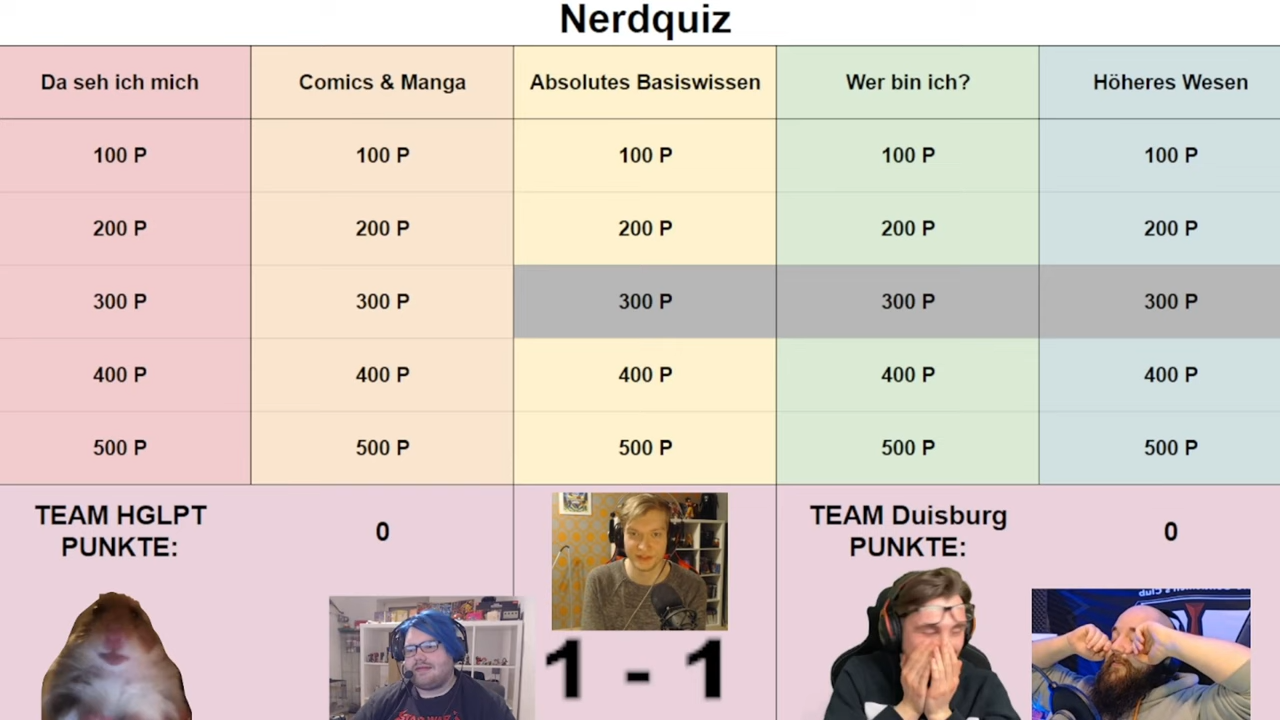 Nerdquiz
Da seh ich mich Comics & Manga Absolutes Basiswissen Wer bin ich? Höheres Wesen
100 P 100 P 100 P 100 P 100 P
200 P 200 P 200 P 200 P 200 P
300 P 300 P 300 P 300 P 300 P
400 P 400 P 400 P 400 P 400 P
500 P 500 P 500 P 500 P 500 P
TEAM HGLPT
PUNKTE:
0
TEAM Duisburg
PUNKTE:
0
1 - 1
STAR WARS